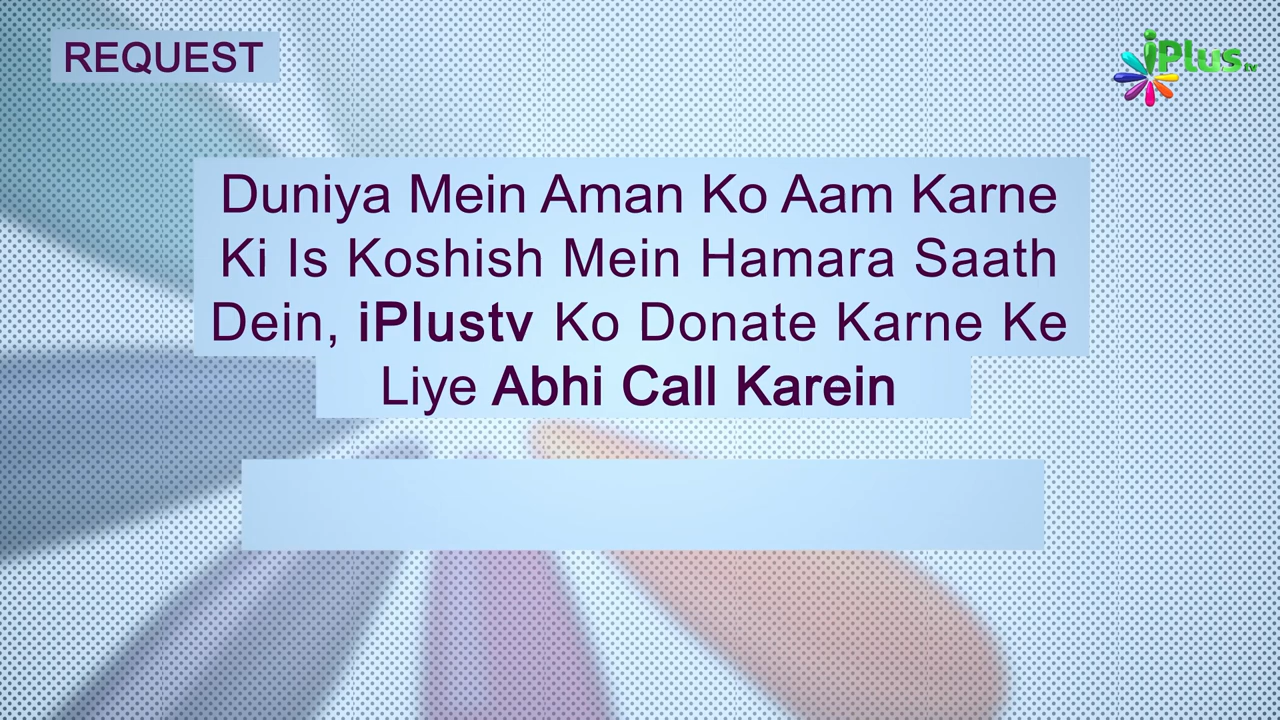 REQUEST
iPlus.tv
Duniya Mein Aman Ko Aam Karne
Ki Is Koshish Mein Hamara Saath
Dein, iPlustv Ko Donate Karne Ke
Liye Abhi Call Karein